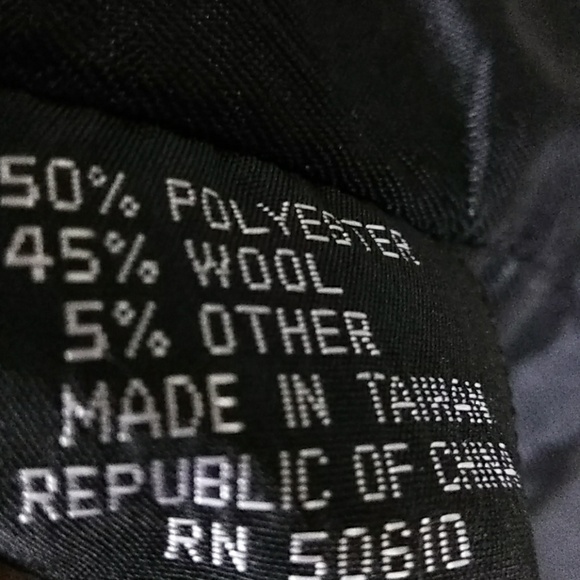 50% POLYESTER
45% WOOL
5% OTHER
MADE IN TAIWAN
REPUBLIC OF CHINA
RN 50610